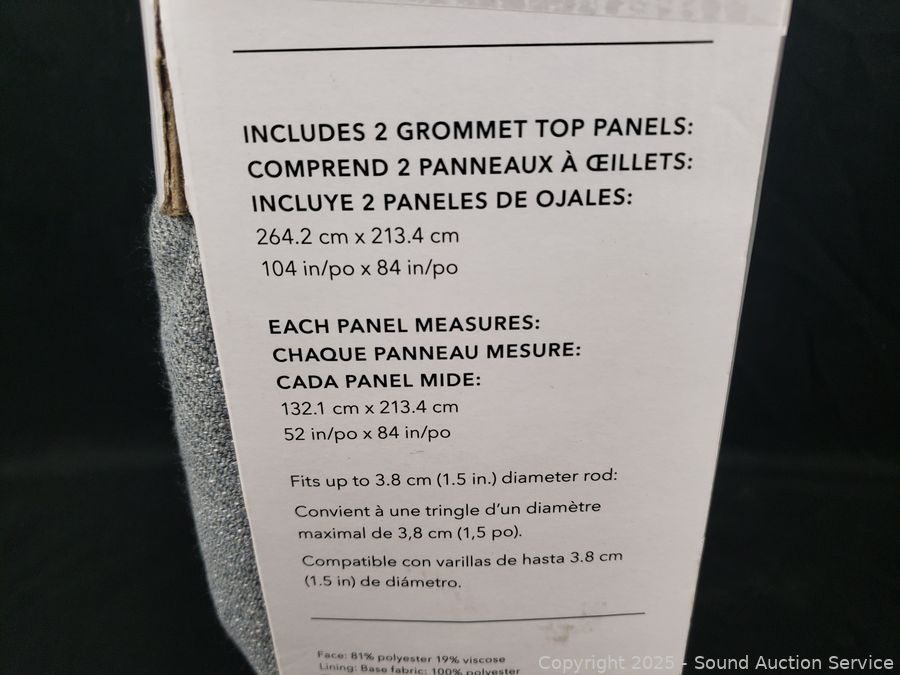 INCLUDES 2 GROMMET TOP PANELS:
COMPREND 2 PANNEAUX À ŒILLETS:
INCLUYE 2 PANELES DE OJALES:
264.2 cm x 213.4 cm
104 in/po x 84 in/po
EACH PANEL MEASURES:
CHAQUE PANNEAU MESURE:
CADA PANEL MIDE:
132.1 cm x 213.4 cm
52 in/po x 84 in/po
Fits up to 3.8 cm (1.5 in.) diameter rod:
Convient à une tringle d'un diamètre
maximal de 3,8 cm (1,5 po).
Compatible con varillas de hasta 3.8 cm
(1.5 in) de diámetro.
Face: 81% polyester 19% viscose
Lining: Base fabric: 100% polyester
Copyright 2025 - Sound Auction Service